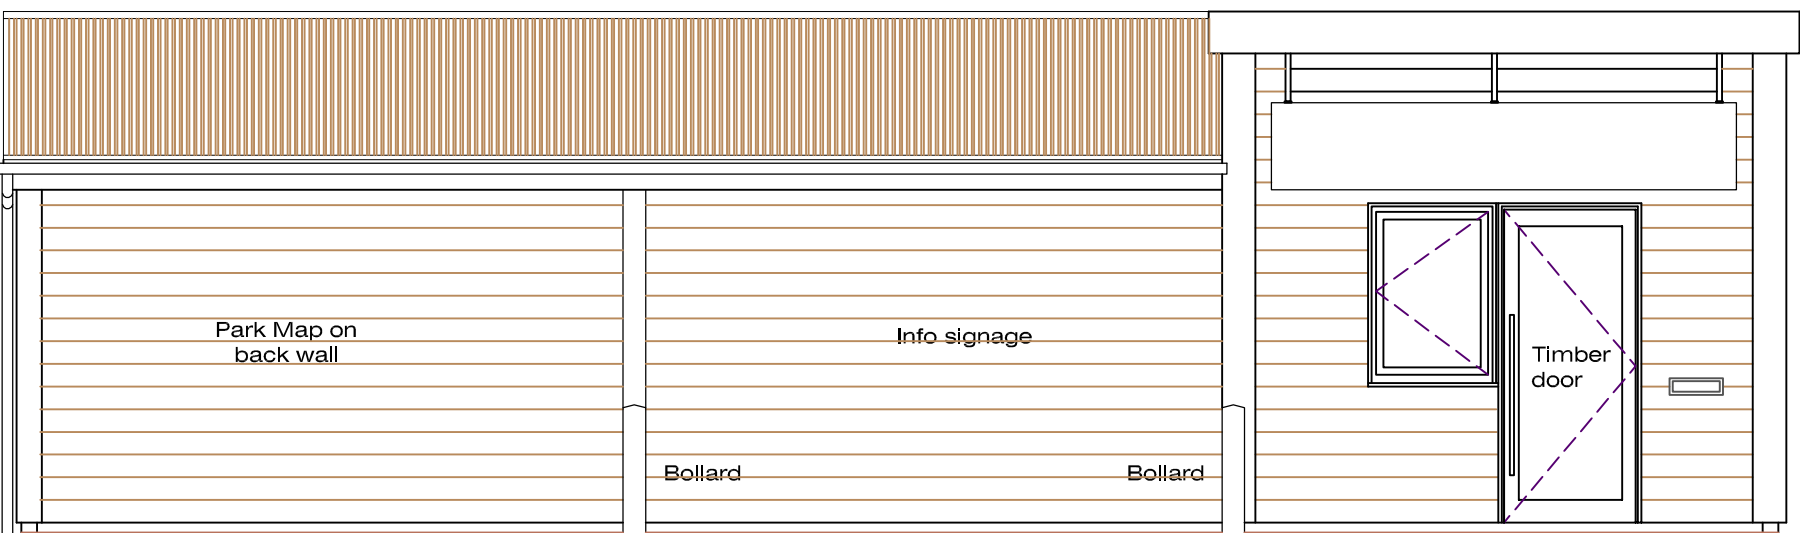 Park Map on
back wall
Info signage
Timber
door
Bollard
Bollard